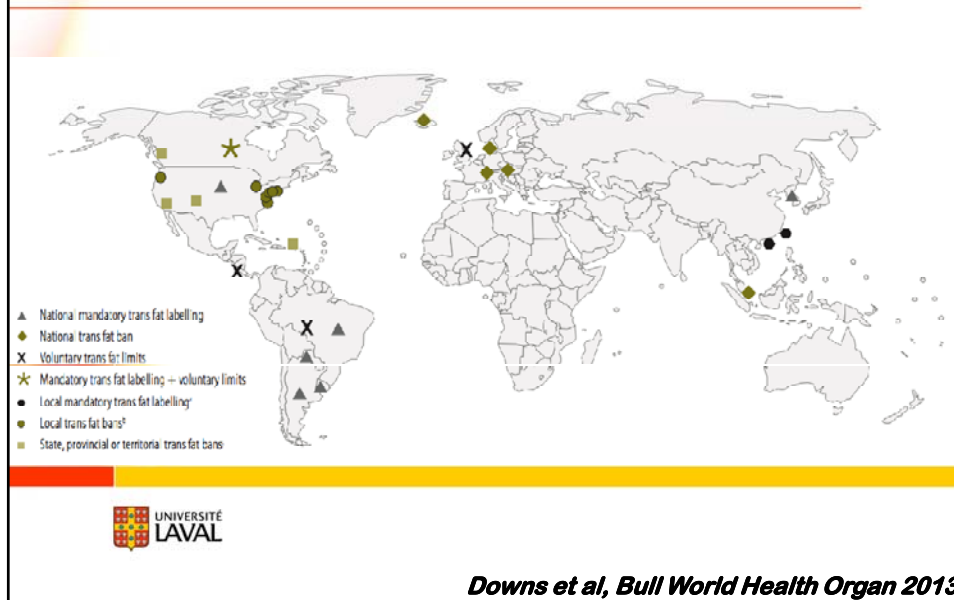 National mandatory trans fat labelling
National trans fat ban
X Voluntary trans fat limits
Mandatory trans fat labelling + voluntary limits
Local mandatory trans fat labelling
Local trans fat bans
State, provincial or territorial trans fat bans
UNIVERSITÉ
LAVAL
Downs et al, Bull World Health Organ 2013